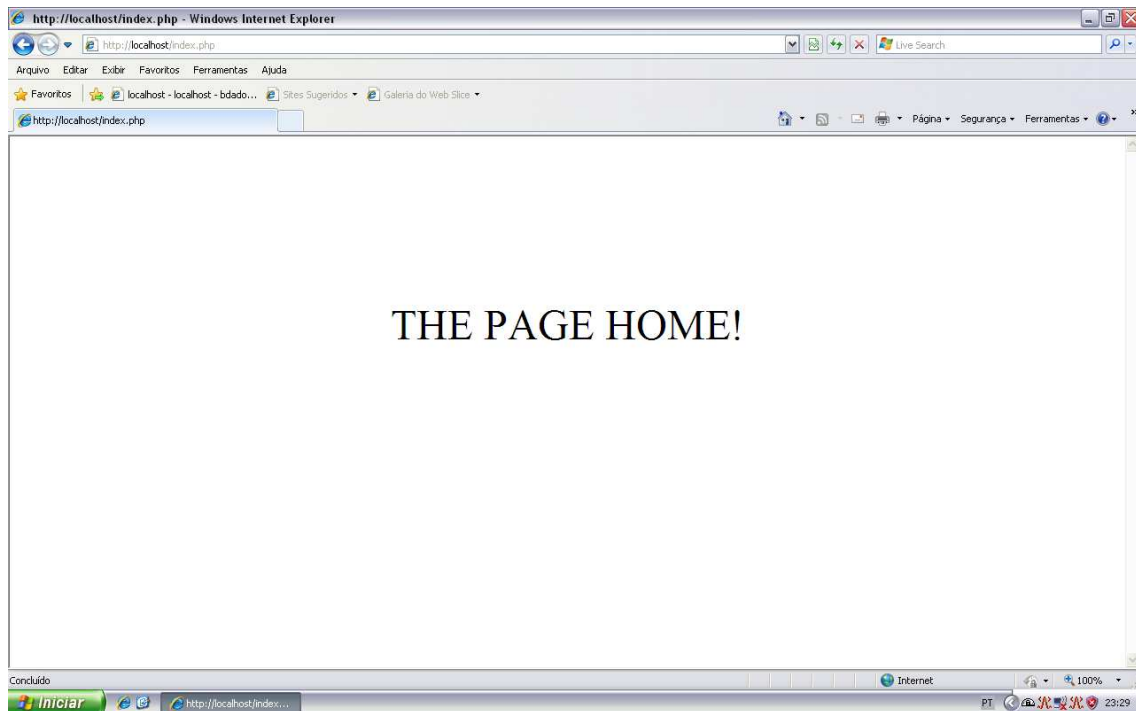 http://localhost/index.php - Windows Internet Explorer
http://localhost/index.php
Live Search
Arquivo Editar Exibir Favoritos Ferramentas Ajuda
Favoritos localhost - localhost - bdado... Sites Sugeridos Galeria do Web Slice
http://localhost/index.php
Página Segurança Ferramentas
THE PAGE HOME!
Concluído Internet 100%
Iniciar http://localhost/index... PT 23:29